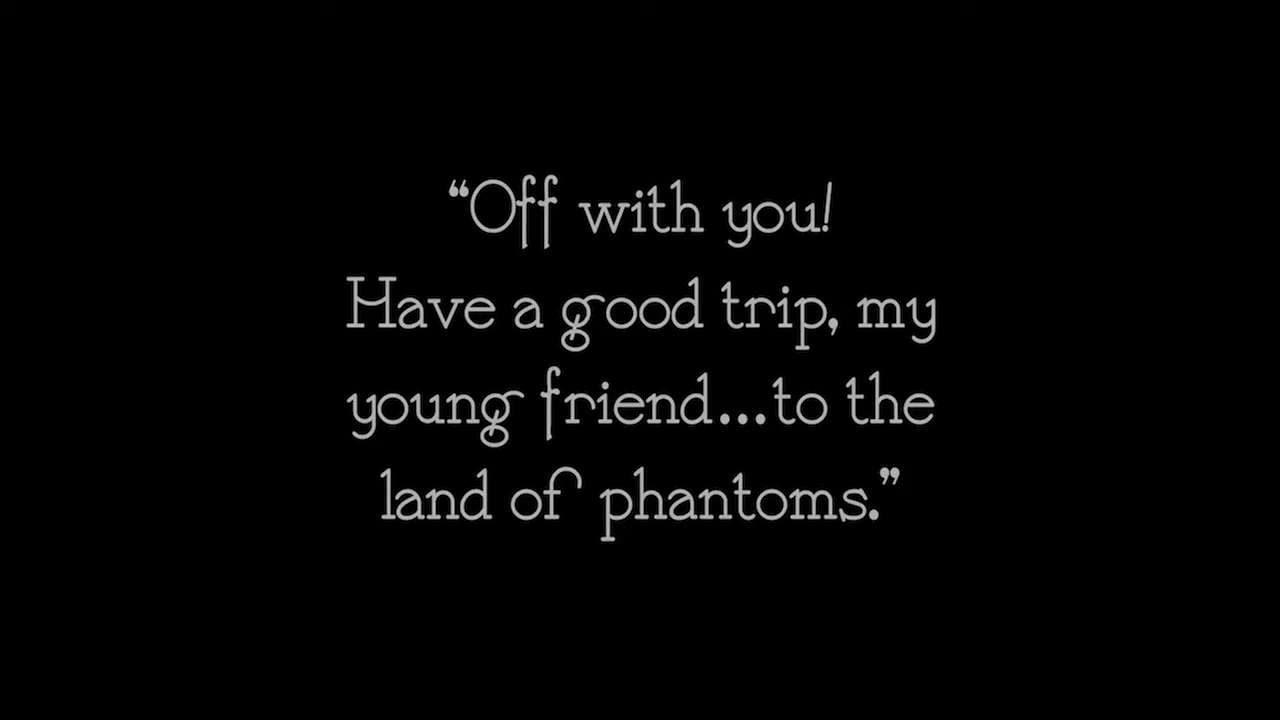 “Off with you!
Have a good trip, my
young friend...to the
land of phantoms.”